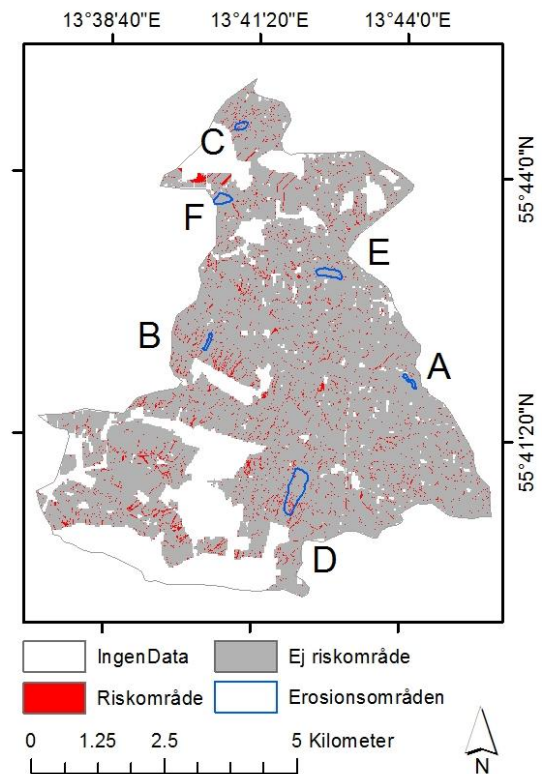 13°38'40"E 13°41'20"E 13°44'0"E
C
55°44'0"N
F
E
B
A
55°41'20"N
D
IngenData Ej riskområde
Riskområde Erosionsområden
0 1.25 2.5 5 Kilometer
N